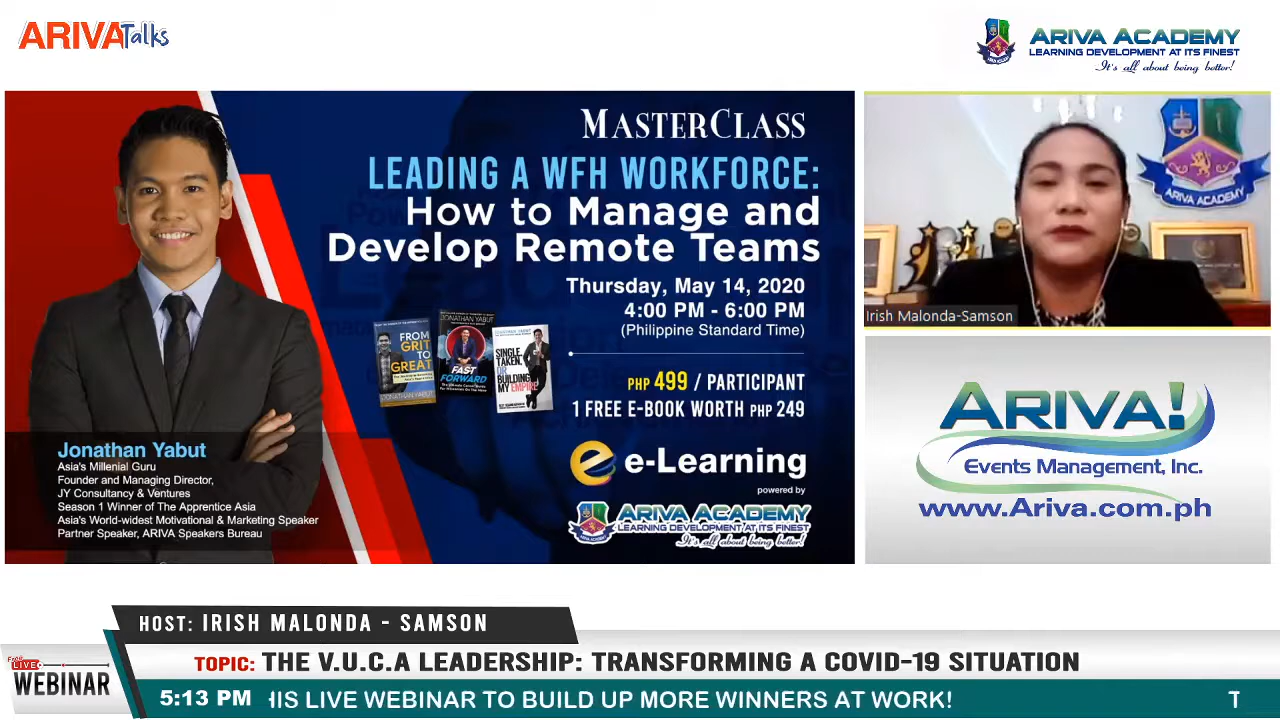 ARIVA Talks
ARIVA ACADEMY
LEARNING DEVELOPMENT AT ITS FINEST
It's all about being better!
MASTERCLASS
LEADING A WFH WORKFORCE:
How to Manage and
Develop Remote Teams
Thursday, May 14, 2020
4:00 PM - 6:00 PM
(Philippine Standard Time)
FROM
GRIT
TO
GREAT
JONATHAN YABUT
JONATHAN YABUT
FAST
FORWARD
SINGLE,
TAKEN,
OR
BUILDING
MY EMPIRE
PHP 499 / PARTICIPANT
1 FREE E-BOOK WORTH PHP 249
e e-Learning
powered by
ARIVA ACADEMY
LEARNING DEVELOPMENT AT ITS FINEST
It's all about being better!
Jonathan Yabut
Asia's Millenial Guru
Founder and Managing Director,
JY Consultancy & Ventures
Season 1 Winner of The Apprentice Asia
Asia's World-widest Motivational & Marketing Speaker
Partner Speaker, ARIVA Speakers Bureau
ARIVA ACADEMY
Irish Malonda-Samson
ARIVA!
Events Management, Inc.
www.Ariva.com.ph
HOST: IRISH MALONDA - SAMSON
Free
LIVE
WEBINAR
TOPIC: THE V.U.C.A LEADERSHIP: TRANSFORMING A COVID-19 SITUATION
5:13 PM HIS LIVE WEBINAR TO BUILD UP MORE WINNERS AT WORK! T